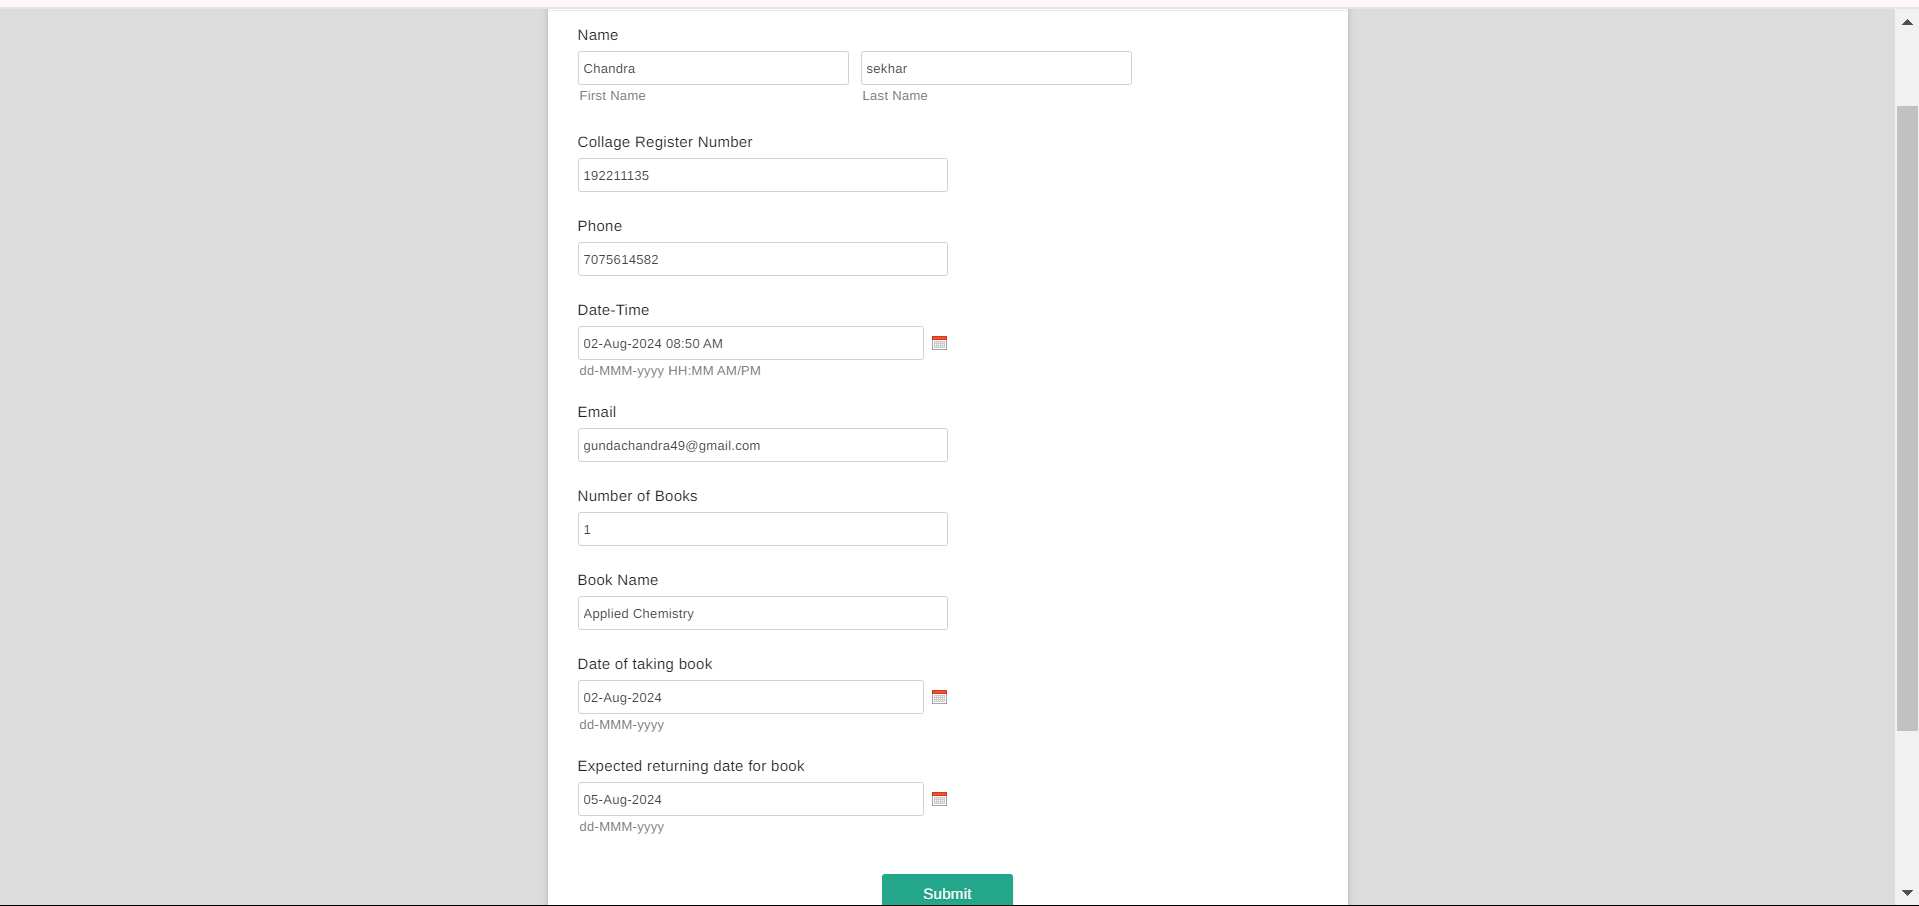 Name
Chandra sekhar
First Name Last Name
Collage Register Number
192211135
Phone
7075614582
Date-Time
02-Aug-2024 08:50 AM
dd-MMM-yyyy HH:MM AM/PM
Email
gundachandra49@gmail.com
Number of Books
1
Book Name
Applied Chemistry
Date of taking book
02-Aug-2024
dd-MMM-yyyy
Expected returning date for book
05-Aug-2024
dd-MMM-yyyy
Submit